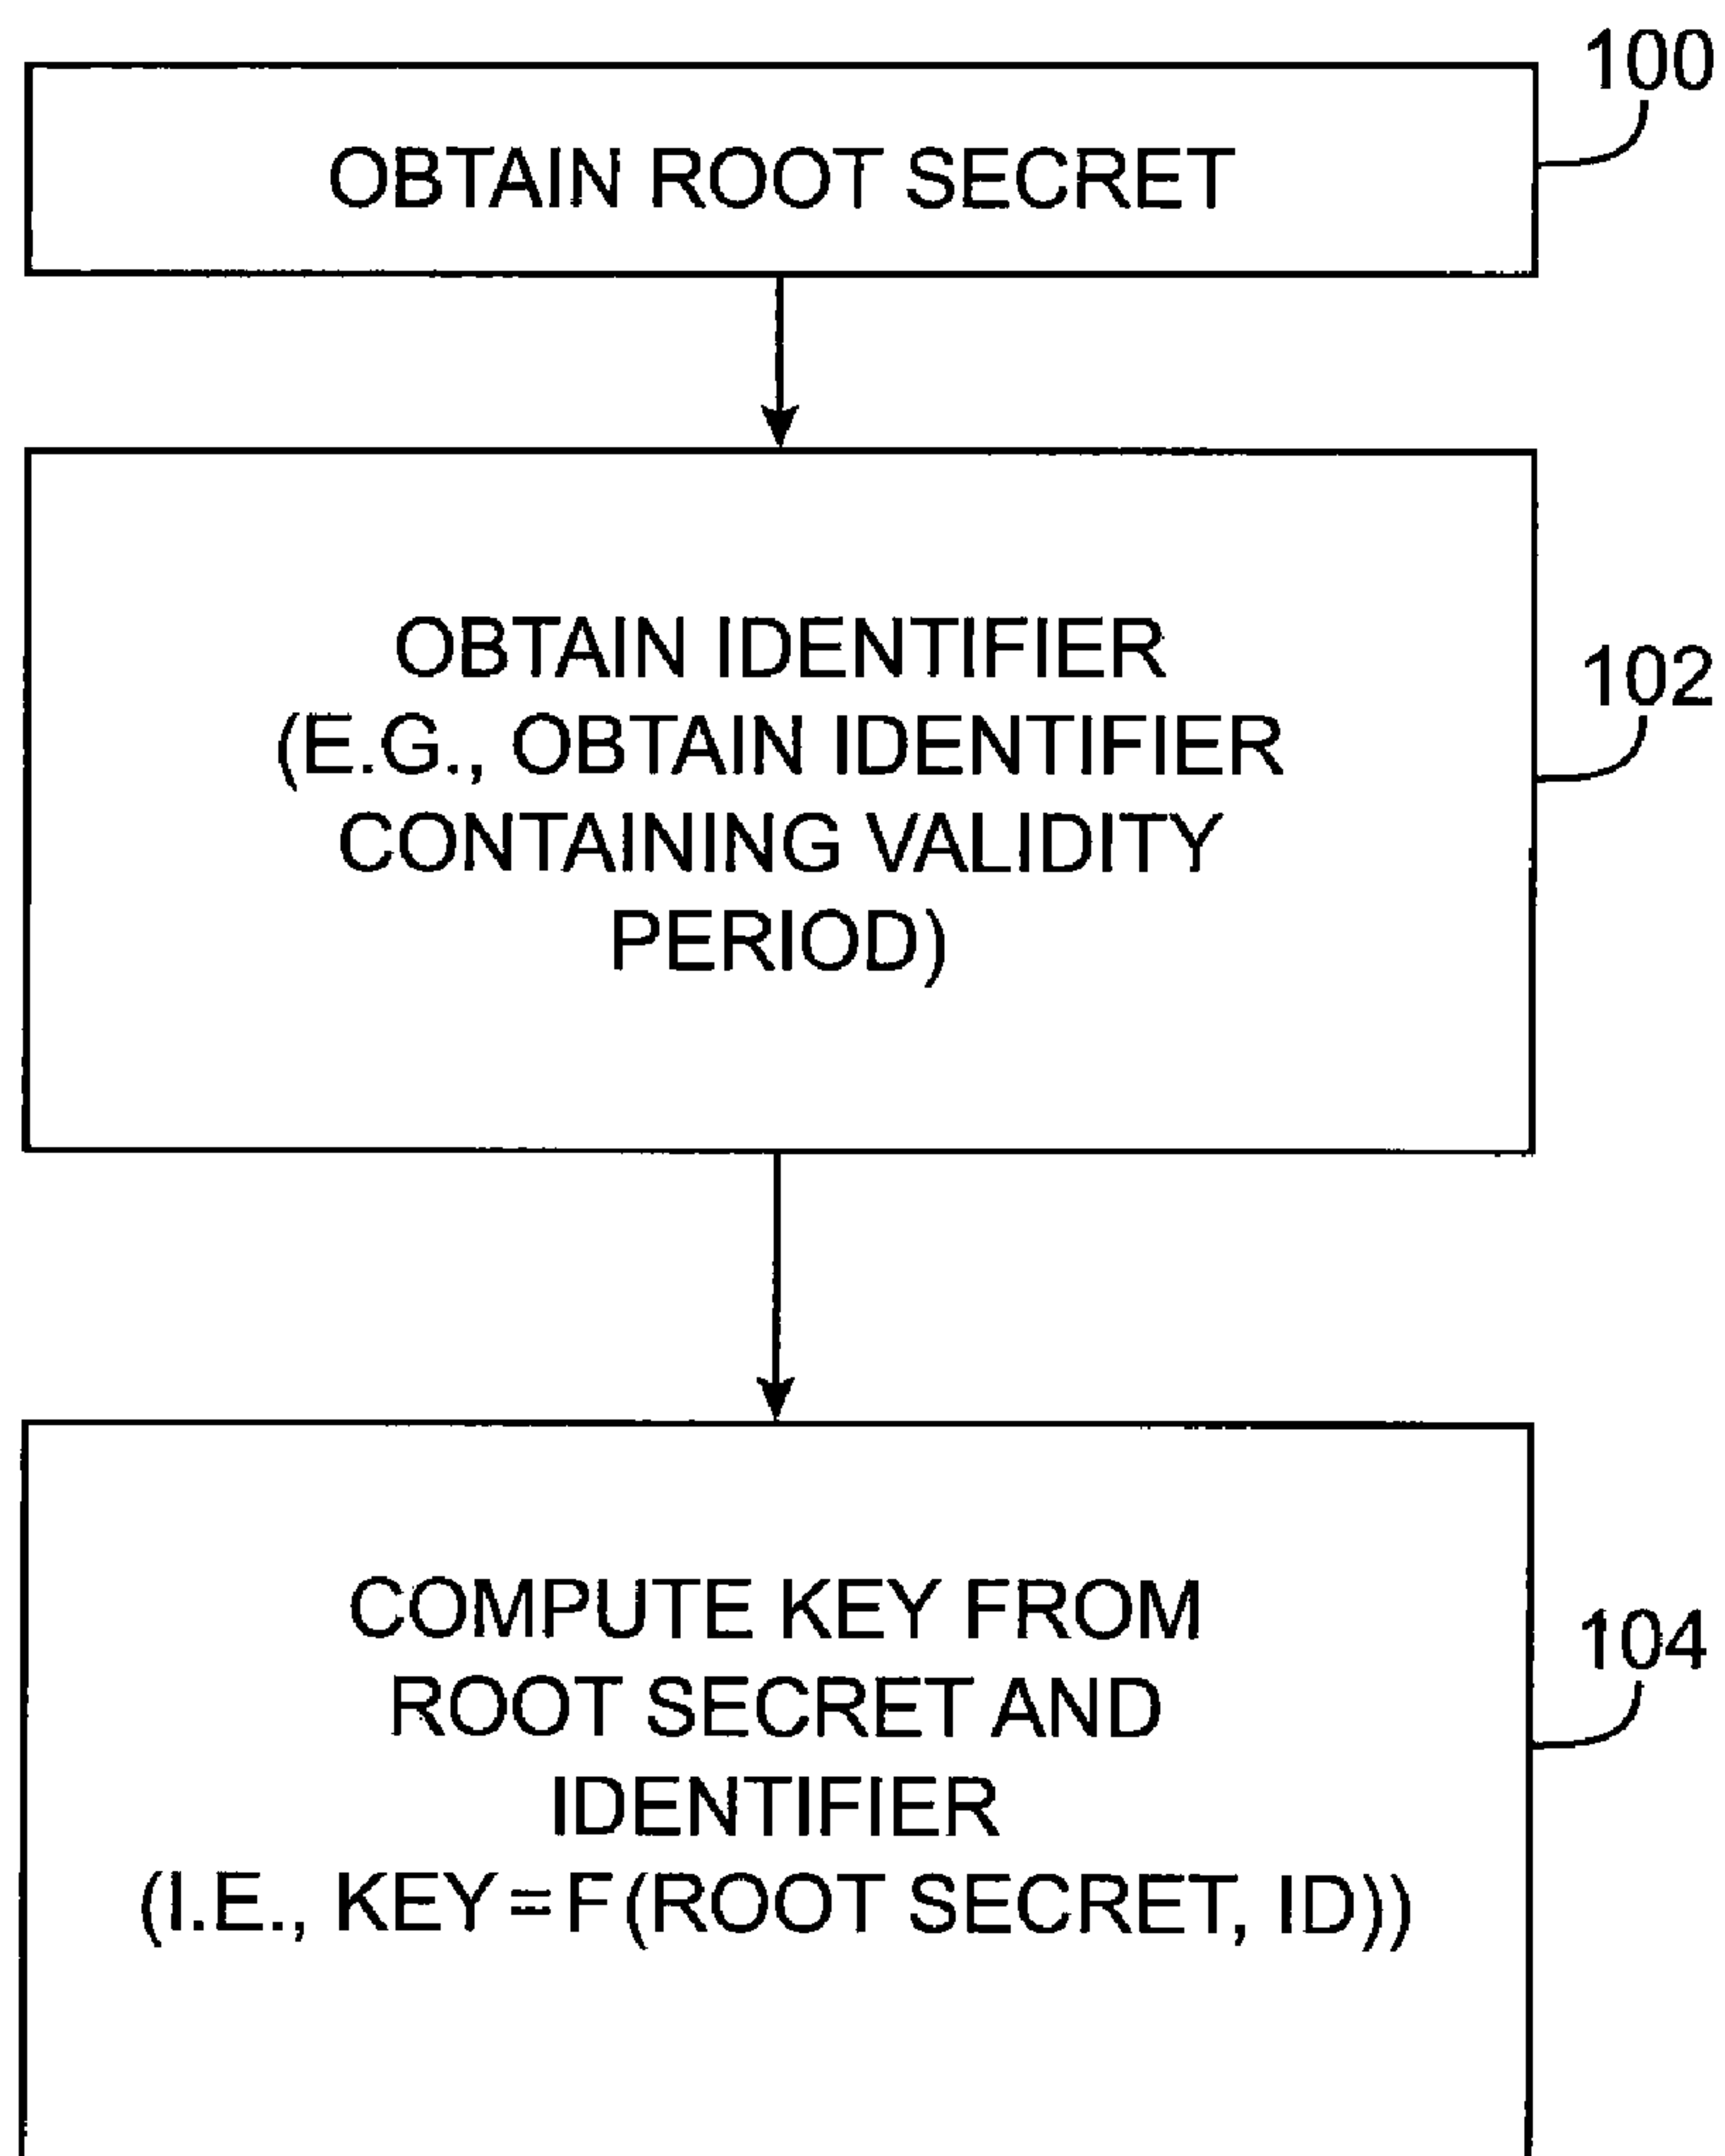 100
OBTAIN ROOT SECRET
OBTAIN IDENTIFIER
(E.G., OBTAIN IDENTIFIER
CONTAINING VALIDITY
PERIOD)
102
COMPUTE KEY FROM
ROOT SECRET AND
IDENTIFIER
(I.E., KEY = F(ROOT SECRET, ID))
104